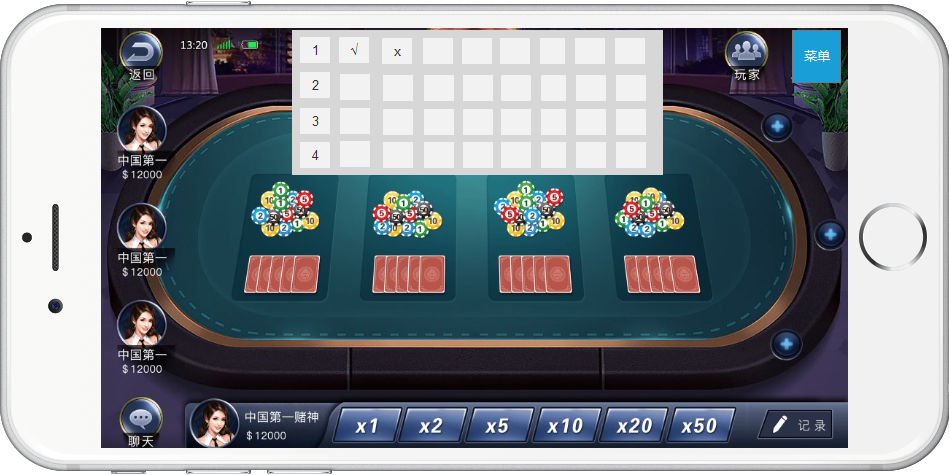 13:20
返回
玩家
菜单
1 √ x
2
3
4
中国第一
$12000
中国第一
$12000
中国第一
$12000
聊天
中国第一赌神
$12000
x1
x2
x5
x10
x20
x50
记录